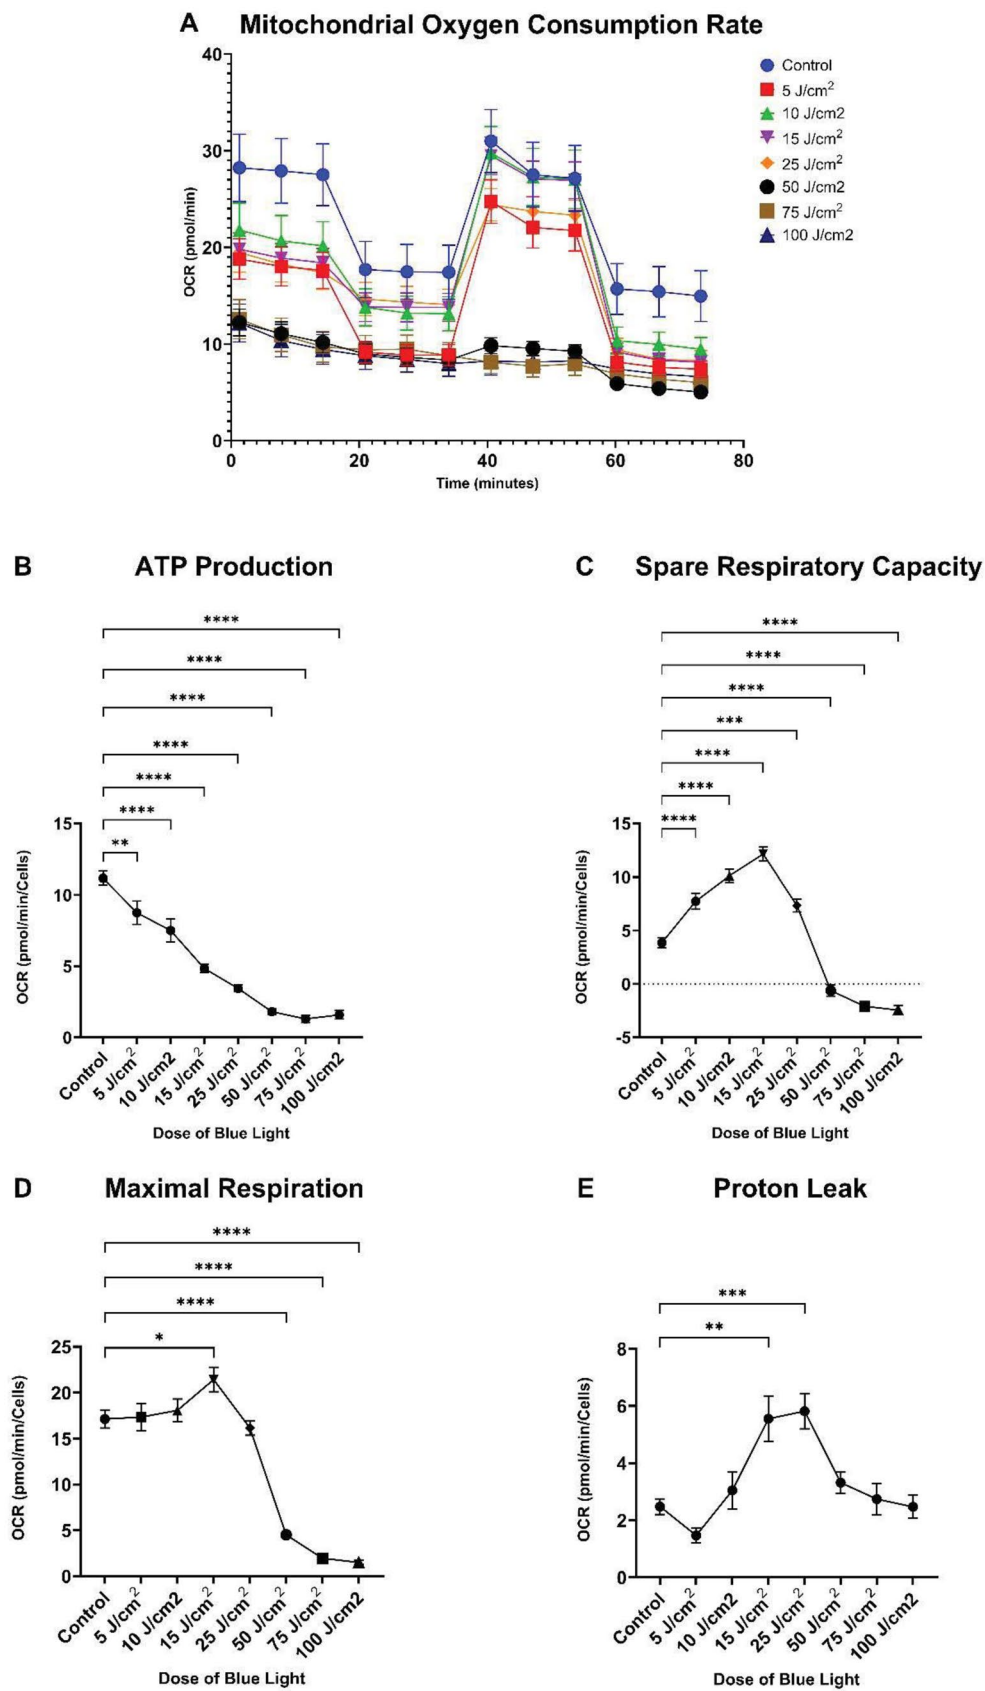 A Mitochondrial Oxygen Consumption Rate
40
30
20
10
0
OCR (pmol/min)
0 20 40 60 80
Time (minutes)
Control
5 J/cm²
10 J/cm2
15 J/cm²
25 J/cm²
50 J/cm2
75 J/cm²
100 J/cm2
B ATP Production
****
****
****
****
****
****
**
15
10
5
0
OCR (pmol/min/Cells)
Control 5 J/cm² 10 J/cm2 15 J/cm² 25 J/cm² 50 J/cm² 75 J/cm² 100 J/cm2
Dose of Blue Light
C Spare Respiratory Capacity
****
****
****
***
****
****
****
15
10
5
0
-5
OCR (pmol/min/Cells)
Control 5 J/cm² 10 J/cm2 15 J/cm² 25 J/cm² 50 J/cm² 75 J/cm² 100 J/cm2
Dose of Blue Light
D Maximal Respiration
****
****
****
*
25
20
15
10
5
0
OCR (pmol/min/Cells)
Control 5 J/cm² 10 J/cm2 15 J/cm² 25 J/cm² 50 J/cm² 75 J/cm² 100 J/cm2
Dose of Blue Light
E Proton Leak
***
**
8
6
4
2
0
OCR (pmol/min/Cells)
Control 5 J/cm² 10 J/cm2 15 J/cm² 25 J/cm² 50 J/cm² 75 J/cm² 100 J/cm2
Dose of Blue Light